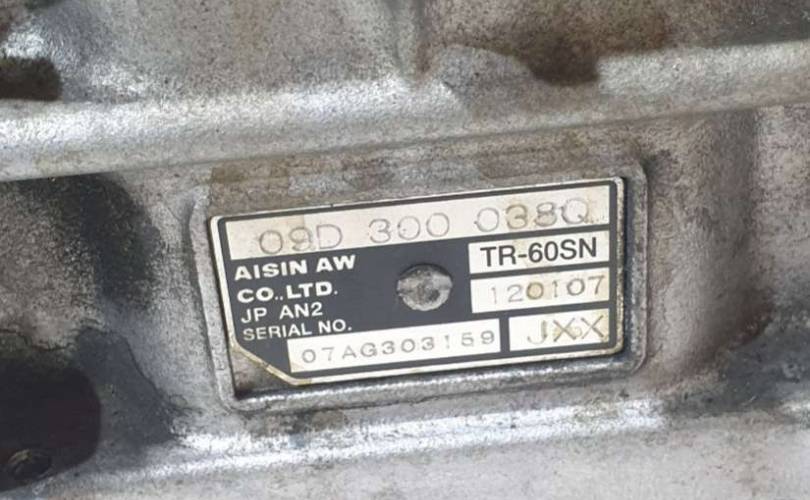 09D 300 038Q
AISIN AW
CO.,LTD.
JP AN2
SERIAL NO.
TR-60SN
120107
07AG303159
JXX